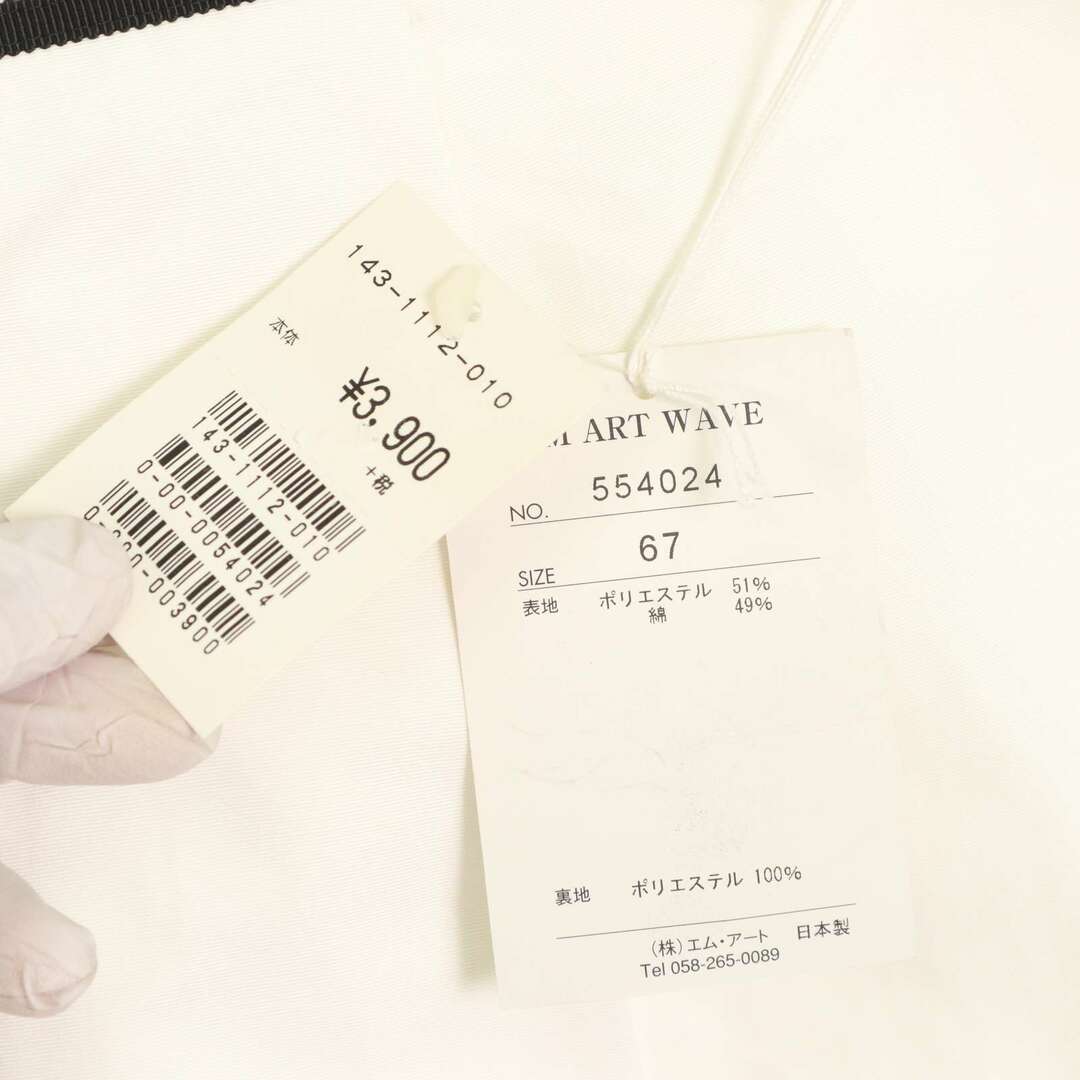 143-1112-010
本体
¥3,900
+税
143-1112-010
0-00-0054024
003900
M ART WAVE
NO. 554024
SIZE 67
表地 ポリエステル 51%
綿 49%
裏地 ポリエステル 100%
(株)エム・アート 日本製
Tel 058-265-0089